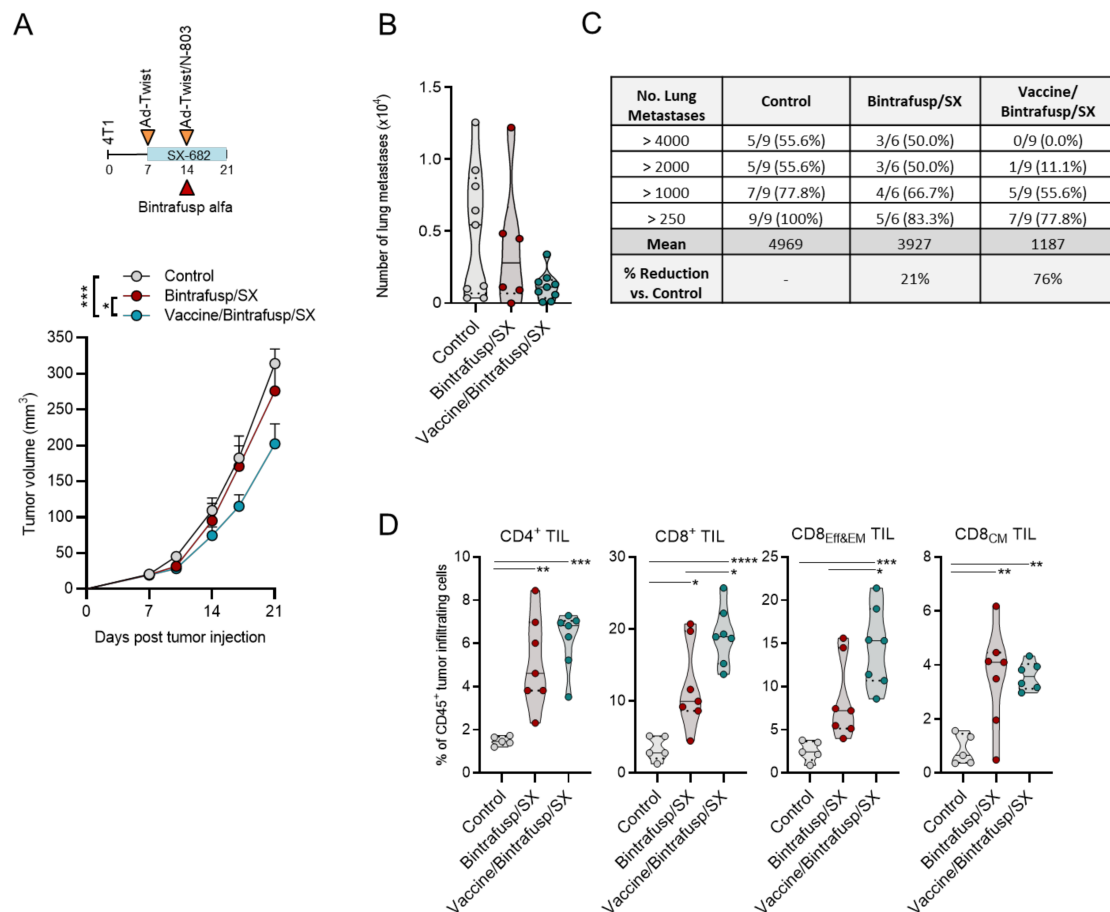 A
Ad-Twist
Ad-Twist/N-803
4T1
SX-682
0 7 14 21
Bintrafusp alfa
*** * Control
Bintrafusp/SX
Vaccine/Bintrafusp/SX
350
300
250
200
150
100
50
0
Tumor volume (mm3)
0 7 14 21
Days post tumor injection
B
1.5
1.0
0.5
0
Number of lung metastases (x10⁴)
Control
Bintrafusp/SX
Vaccine/Bintrafusp/SX
C
No. Lung Metastases Control Bintrafusp/SX Vaccine/Bintrafusp/SX
> 4000 5/9 (55.6%) 3/6 (50.0%) 0/9 (0.0%)
> 2000 5/9 (55.6%) 3/6 (50.0%) 1/9 (11.1%)
> 1000 7/9 (77.8%) 4/6 (66.7%) 5/9 (55.6%)
> 250 9/9 (100%) 5/6 (83.3%) 7/9 (77.8%)
Mean 4969 3927 1187
% Reduction vs. Control - 21% 76%
D
% of CD45⁺ tumor infiltrating cells
CD4⁺ TIL
***
**
10
8
6
4
2
0
Control
Bintrafusp/SX
Vaccine/Bintrafusp/SX
CD8⁺ TIL
****
*
*
30
20
10
0
Control
Bintrafusp/SX
Vaccine/Bintrafusp/SX
CD8Eff&EM TIL
***
*
25
20
15
10
5
0
Control
Bintrafusp/SX
Vaccine/Bintrafusp/SX
CD8CM TIL
**
**
8
6
4
2
0
Control
Bintrafusp/SX
Vaccine/Bintrafusp/SX